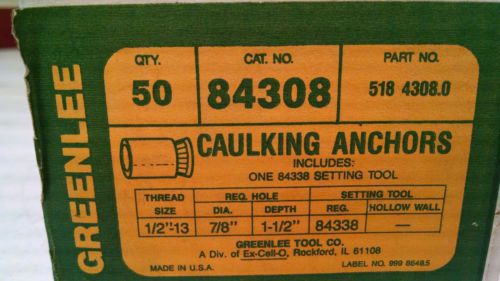 GREENLEE
QTY.
50
CAT. NO.
84308
PART NO.
518 4308.0
CAULKING ANCHORS
INCLUDES:
ONE 84338 SETTING TOOL
THREAD SIZE REQ. HOLE SETTING TOOL
DIA. DEPTH REG. HOLLOW WALL
1/2"-13 7/8" 1-1/2" 84338 —
GREENLEE TOOL CO.
A Div. of Ex-Cell-O, Rockford, IL 61108
MADE IN U.S.A. LABEL NO. 999 8648.5